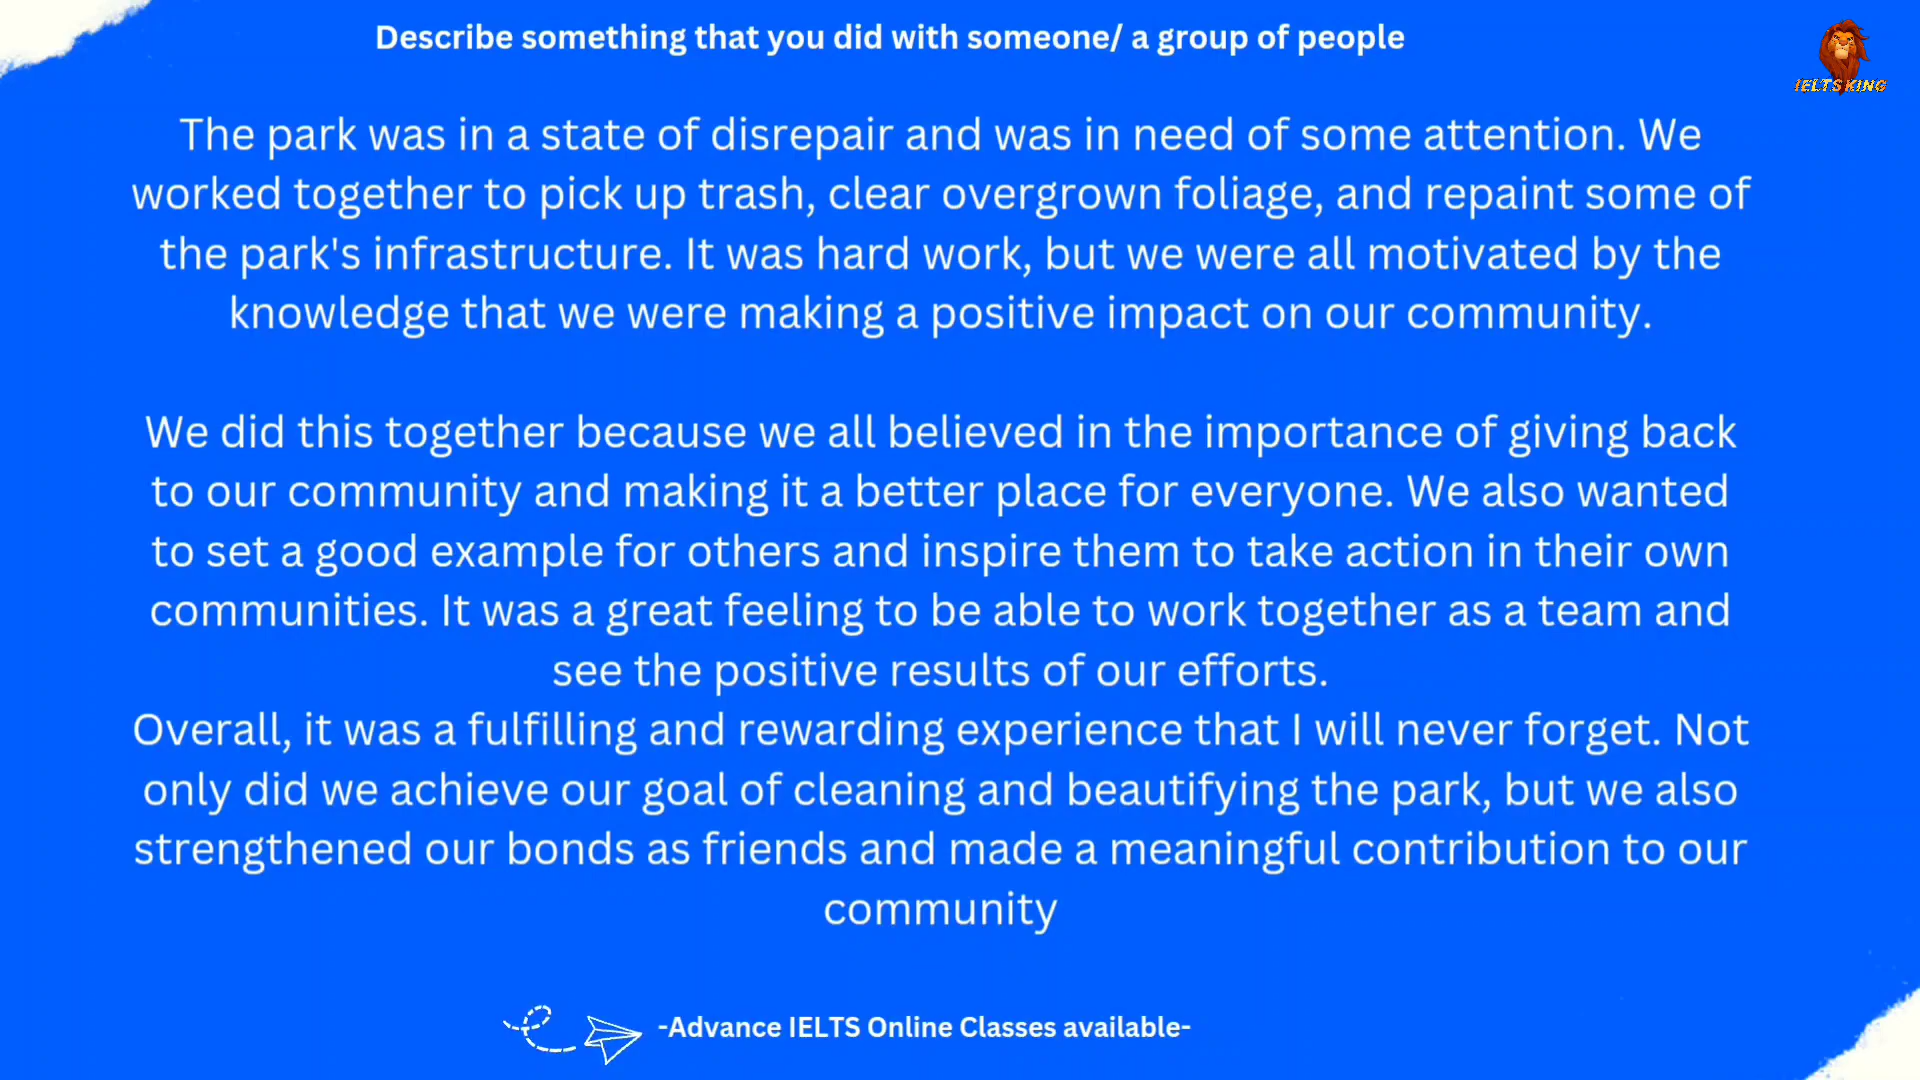 Describe something that you did with someone/ a group of people
IELTS KING
The park was in a state of disrepair and was in need of some attention. We
worked together to pick up trash, clear overgrown foliage, and repaint some of
the park's infrastructure. It was hard work, but we were all motivated by the
knowledge that we were making a positive impact on our community.
We did this together because we all believed in the importance of giving back
to our community and making it a better place for everyone. We also wanted
to set a good example for others and inspire them to take action in their own
communities. It was a great feeling to be able to work together as a team and
see the positive results of our efforts.
Overall, it was a fulfilling and rewarding experience that I will never forget. Not
only did we achieve our goal of cleaning and beautifying the park, but we also
strengthened our bonds as friends and made a meaningful contribution to our
community
-Advance IELTS Online Classes available-